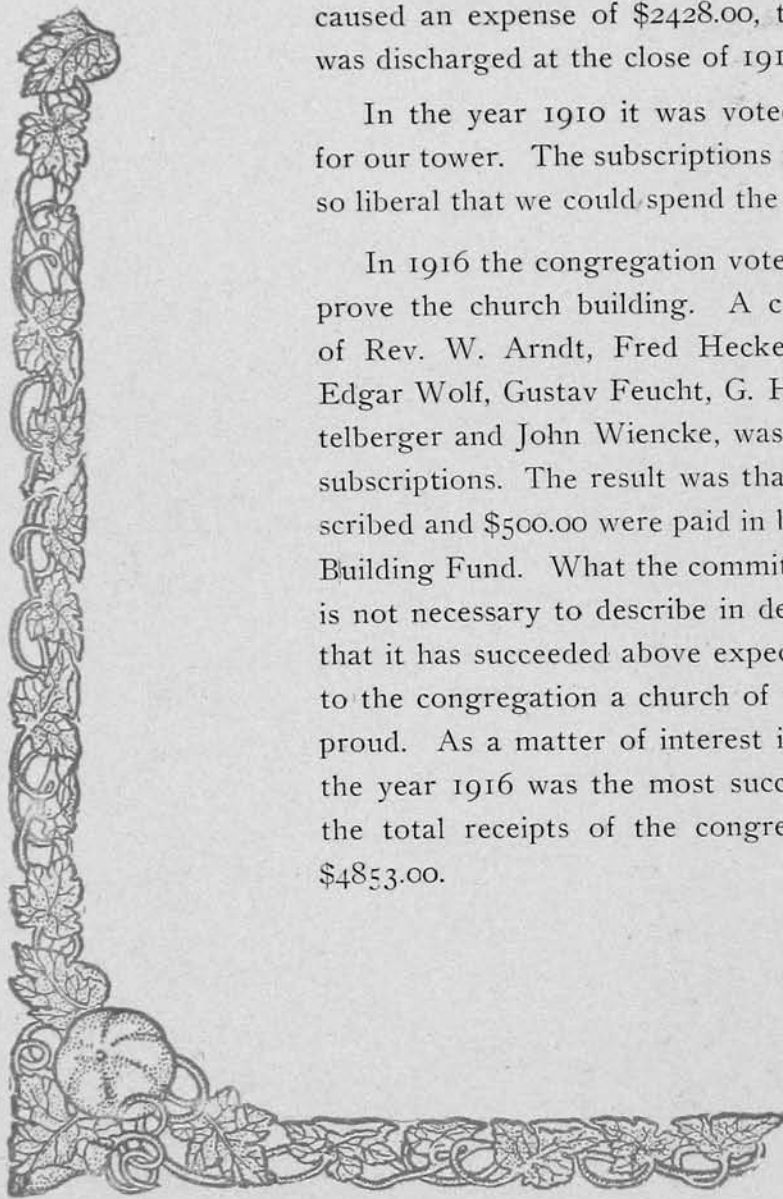 caused an expense of $2428.00, t
was discharged at the close of 191
In the year 1910 it was vote
for our tower. The subscriptions
so liberal that we could spend the
In 1916 the congregation vote
prove the church building. A c
of Rev. W. Arndt, Fred Hecke
Edgar Wolf, Gustav Feucht, G. H
telberger and John Wiencke, was
subscriptions. The result was tha
scribed and $500.00 were paid in l
Building Fund. What the commit
is not necessary to describe in de
that it has succeeded above expec
to the congregation a church of
proud. As a matter of interest i
the year 1916 was the most succ
the total receipts of the congre
$4853.00.